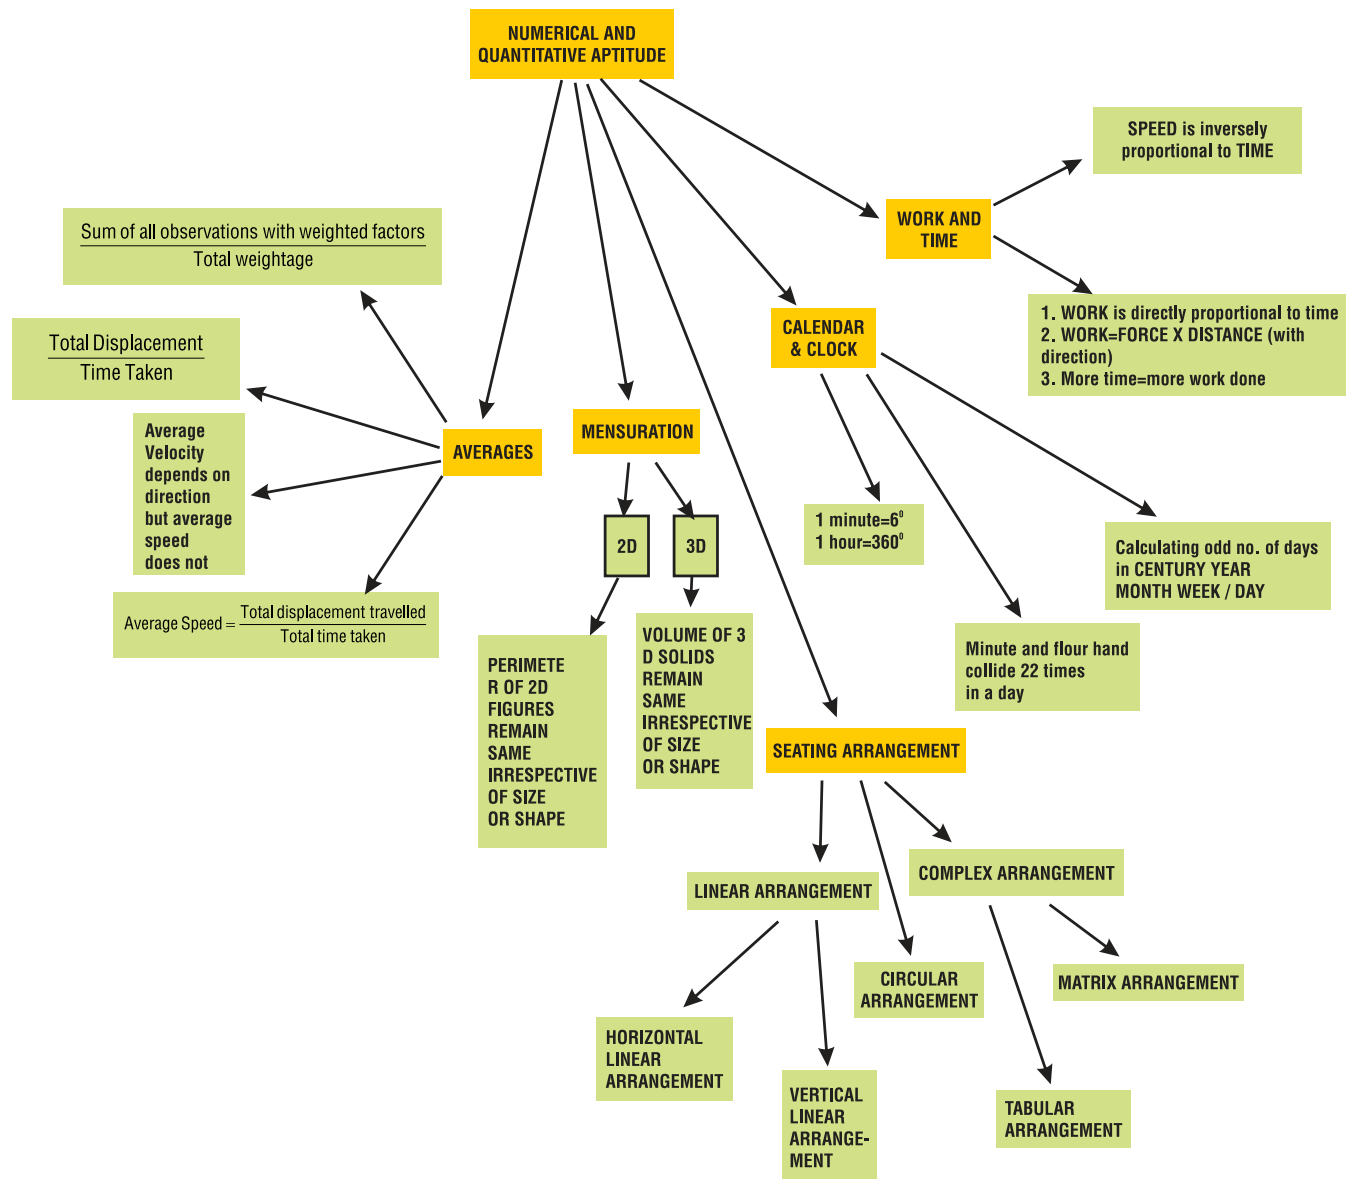 NUMERICAL AND
QUANTITATIVE APTITUDE
SPEED is inversely
proportional to TIME
WORK AND
TIME
Sum of all observations with weighted factors
Total weightage
1. WORK is directly proportional to time
2. WORK=FORCE X DISTANCE (with
direction)
3. More time=more work done
CALENDAR
& CLOCK
Total Displacement
Time Taken
MENSURATION
AVERAGES
Average
Velocity
depends on
direction
but average
speed
does not
2D
3D
1 minute=6⁰
1 hour=360⁰
Calculating odd no. of days
in CENTURY YEAR
MONTH WEEK / DAY
Average Speed = Total displacement travelled
Total time taken
PERIMETE
R OF 2D
FIGURES
REMAIN
SAME
IRRESPECTIVE
OF SIZE
OR SHAPE
VOLUME OF 3
D SOLIDS
REMAIN
SAME
IRRESPECTIVE
OF SIZE
OR SHAPE
Minute and flour hand
collide 22 times
in a day
SEATING ARRANGEMENT
LINEAR ARRANGEMENT
COMPLEX ARRANGEMENT
CIRCULAR
ARRANGEMENT
MATRIX ARRANGEMENT
HORIZONTAL
LINEAR
ARRANGEMENT
VERTICAL
LINEAR
ARRANGE-
MENT
TABULAR
ARRANGEMENT